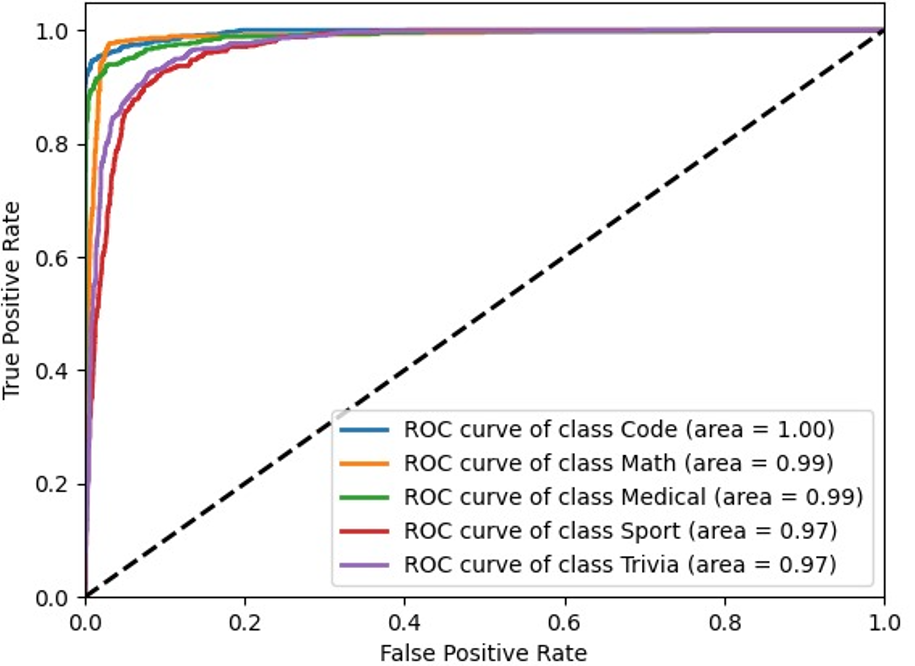 1.0
0.8
0.6
0.4
0.2
0.0
True Positive Rate
ROC curve of class Code (area = 1.00)
ROC curve of class Math (area = 0.99)
ROC curve of class Medical (area = 0.99)
ROC curve of class Sport (area = 0.97)
ROC curve of class Trivia (area = 0.97)
0.0 0.2 0.4 0.6 0.8 1.0
False Positive Rate